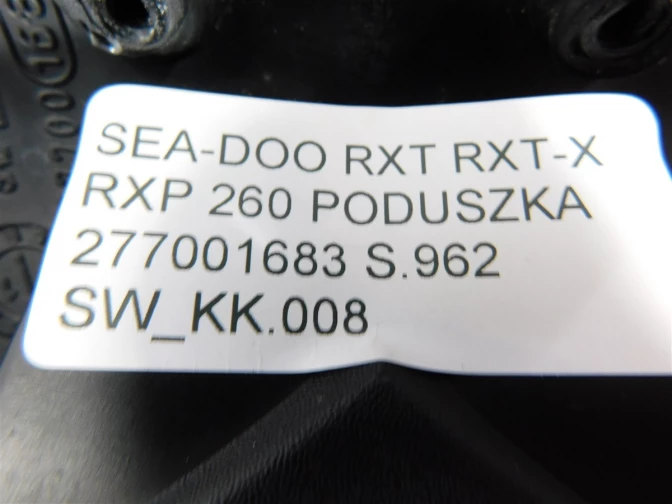 SEA-DOO RXT RXT-X
RXP 260 PODUSZKA
277001683 S.962
SW_KK.008